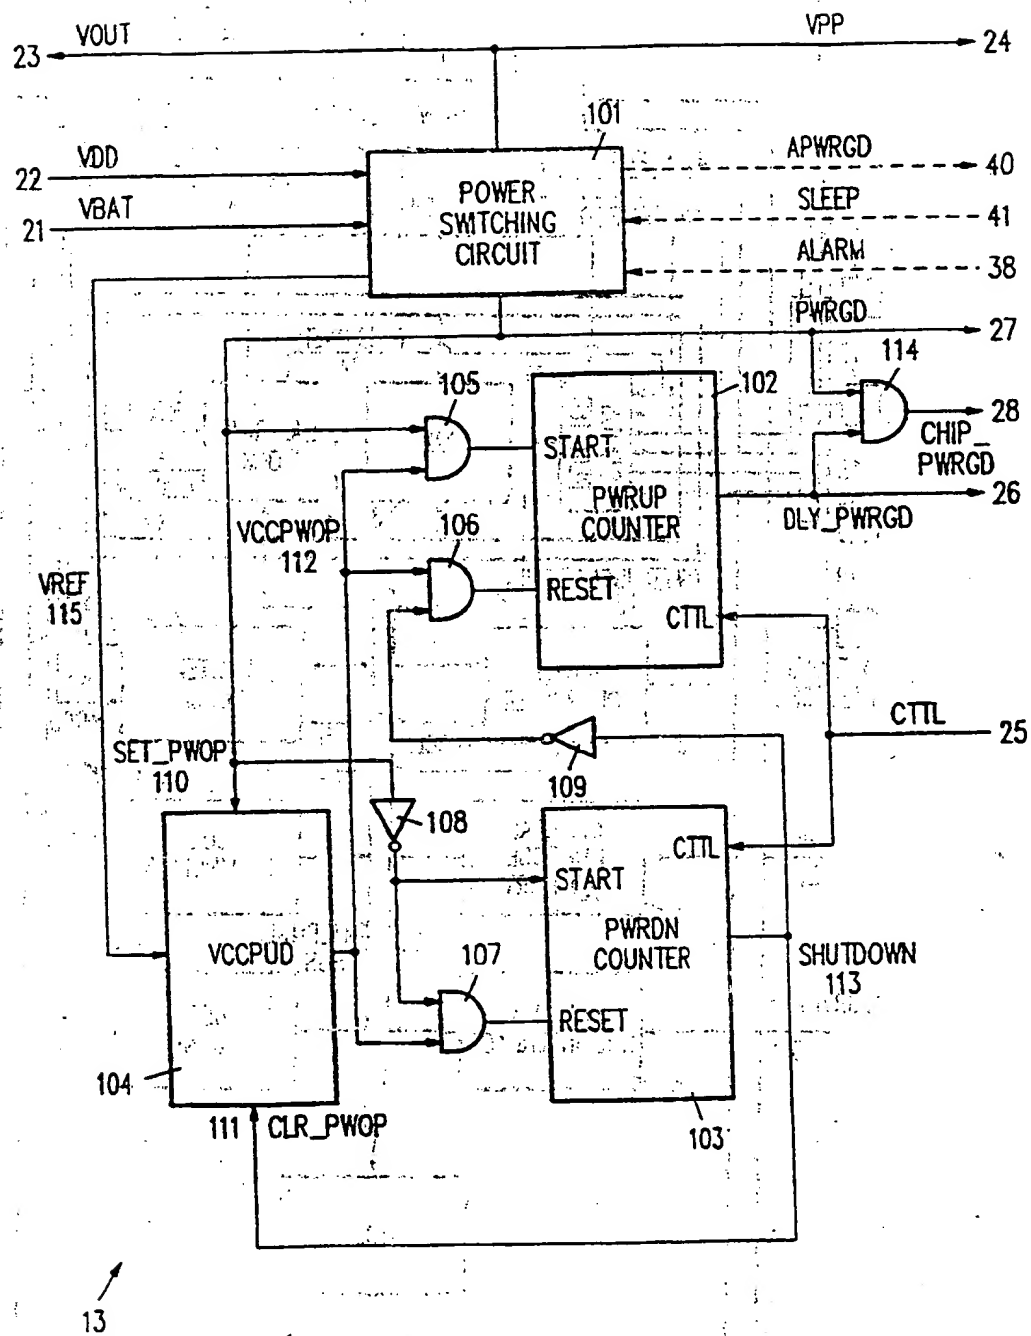 VOUT
VPP
23
24
101
VDD
APWRGD
22
40
POWER
SWITCHING
CIRCUIT
VBAT
SLEEP
21
41
ALARM
38
PWRGD
27
114
105
102
28
CHIP_
PWRGD
START
PWRUP
COUNTER
26
DLY_PWRGD
VCCPWOP
112
106
VREF
115
RESET
CTTL
CTTL
25
SET_PWOP
110
109
108
CTTL
START
PWRDN
COUNTER
VCCPUD
107
SHUTDOWN
113
RESET
104
111 CLR_PWOP
103
13